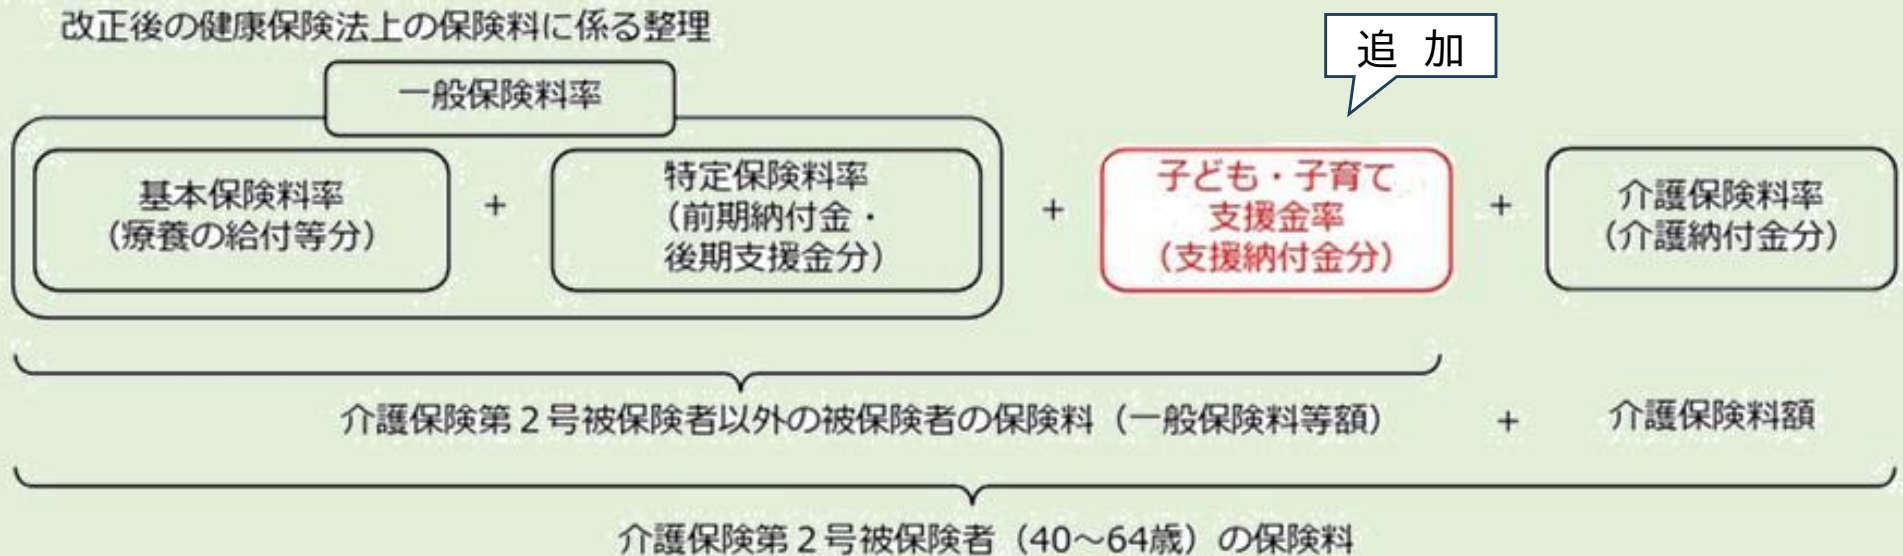 改正後の健康保険法上の保険料に係る整理
追 加
一般保険料率
基本保険料率
(療養の給付等分)
+
特定保険料率
(前期納付金・
後期支援金分)
+
子ども・子育て
支援金率
(支援納付金分)
+
介護保険料率
(介護納付金分)
介護保険第2号被保険者以外の被保険者の保険料(一般保険料等額) + 介護保険料額
介護保険第2号被保険者(40～64歳)の保険料